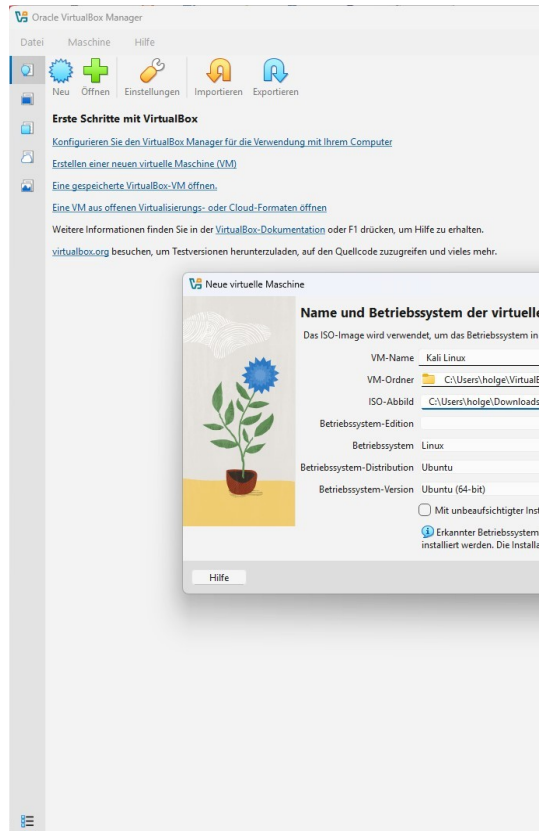 Oracle VirtualBox Manager
Datei Maschine Hilfe
Neu Öffnen Einstellungen Importieren Exportieren
Erste Schritte mit VirtualBox
Konfigurieren Sie den VirtualBox Manager für die Verwendung mit Ihrem Computer
Erstellen einer neuen virtuelle Maschine (VM)
Eine gespeicherte VirtualBox-VM öffnen.
Eine VM aus offenen Virtualisierungs- oder Cloud-Formaten öffnen
Weitere Informationen finden Sie in der VirtualBox-Dokumentation oder F1 drücken, um Hilfe zu erhalten.
virtualbox.org besuchen, um Testversionen herunterzuladen, auf den Quellcode zuzugreifen und vieles mehr.
Neue virtuelle Maschine
Name und Betriebssystem der virtuelle
Das ISO-Image wird verwendet, um das Betriebssystem in
VM-Name Kali Linux
VM-Ordner C:\Users\holge\VirtualB
ISO-Abbild C:\Users\holge\Downloads
Betriebssystem-Edition
Betriebssystem Linux
Betriebssystem-Distribution Ubuntu
Betriebssystem-Version Ubuntu (64-bit)
Mit unbeaufsichtigter Inst
Erkannter Betriebssystem
installiert werden. Die Installa
Hilfe